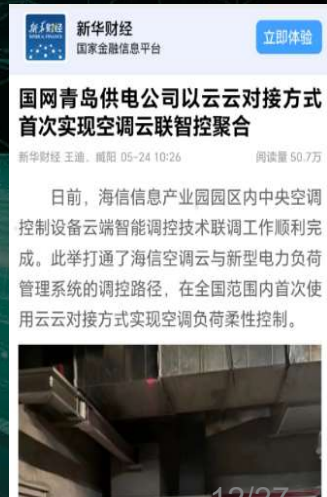 新华财经
新华财经
国家金融信息平台
立即体验
国网青岛供电公司以云云对接方式
首次实现空调云联智控聚合
新华财经 王迪、臧阳 05-24 10:26
阅读量 50.7万
日前，海信信息产业园园区内中央空调
控制设备云端智能调控技术联调工作顺利完
成。此举打通了海信空调云与新型电力负荷
管理系统的调控路径，在全国范围内首次使
用云云对接方式实现空调负荷柔性控制。
12/27